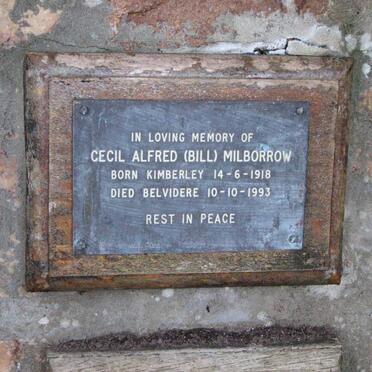 IN LOVING MEMORY OF
CECIL ALFRED (BILL) MILBORROW
BORN KIMBERLEY 14-6-1918
DIED BELVIDERE 10-10-1993
REST IN PEACE